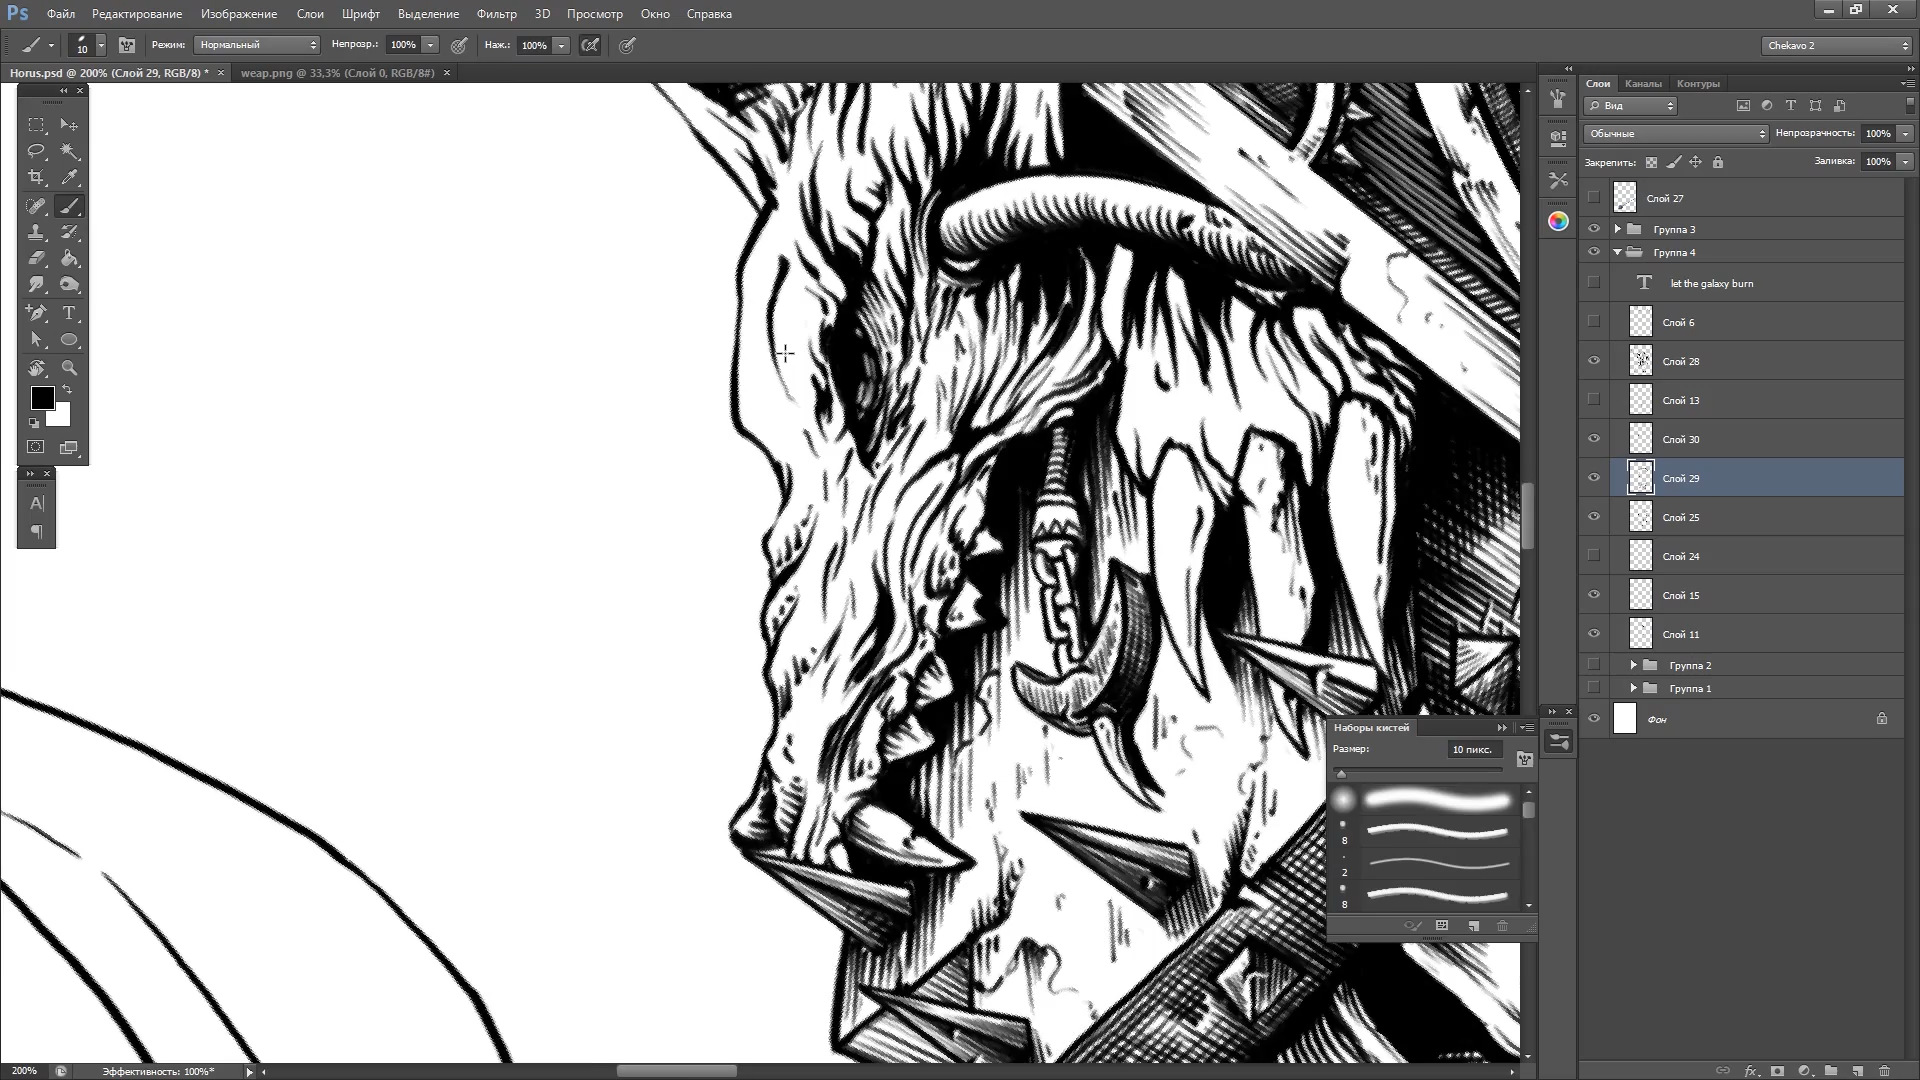 Ps Файл Редактирование Изображение Слои Шрифт Выделение Фильтр 3D Просмотр Окно Справка
10 Режим: Нормальный Непрозр.: 100% Наж.: 100% Chekavo 2
Horus.psd @ 200% (Слой 29, RGB/8) * × weap.png @ 33,3% (Слой 0, RGB/8#) ×
Слои Каналы Контуры
Вид
Обычные Непрозрачность: 100%
Закрепить: Заливка: 100%
Слой 27
Группа 3
Группа 4
let the galaxy burn
Слой 6
Слой 28
Слой 13
Слой 30
Слой 29
Слой 25
Слой 24
Слой 15
Слой 11
Группа 2
Группа 1
Фон
Наборы кистей
Размер: 10 пикс.
8
2
8
200% Эффективность: 100%*